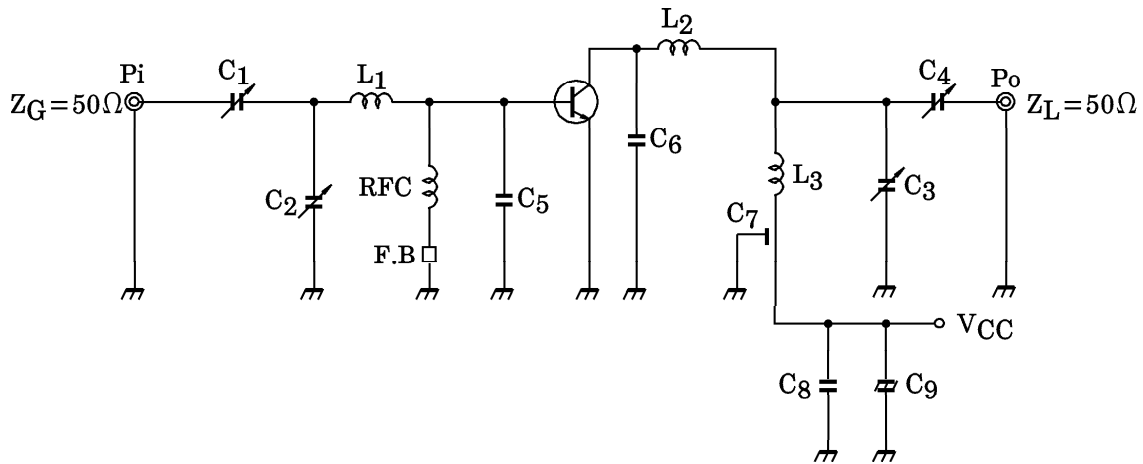 L2
Pi
C1
L1
C4
Po
ZG=50Ω
ZL=50Ω
C6
RFC
L3
C2
C5
C3
C7
F.B
VCC
C8
C9